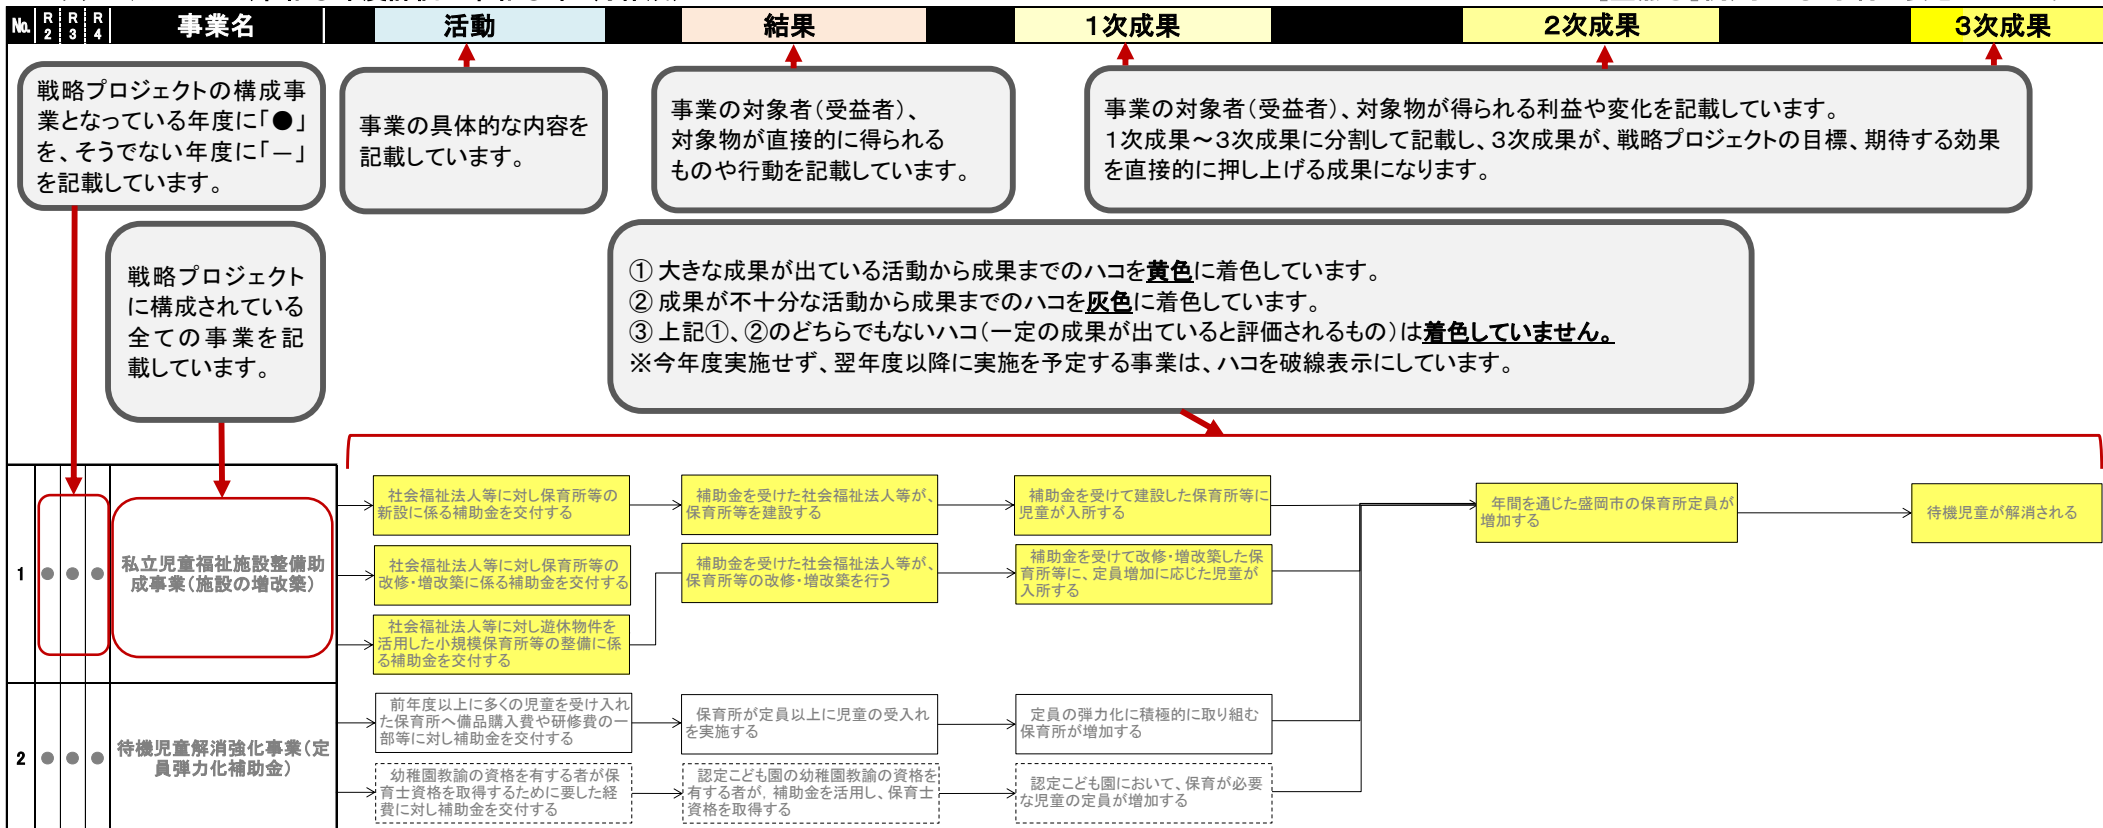 No. R2 R3 R4 事業名 活動 結果 1次成果 2次成果 3次成果
戦略プロジェクトの構成事
業となっている年度に「●」
を、そうでない年度に「－」
を記載しています。
事業の具体的な内容を
記載しています。
事業の対象者(受益者)、
対象物が直接的に得られる
ものや行動を記載しています。
事業の対象者(受益者)、対象物が得られる利益や変化を記載しています。
1次成果～3次成果に分割して記載し、3次成果が、戦略プロジェクトの目標、期待する効果
を直接的に押し上げる成果になります。
戦略プロジェクト
に構成されている
全ての事業を記
載しています。
① 大きな成果が出ている活動から成果までのハコを黄色に着色しています。
② 成果が不十分な活動から成果までのハコを灰色に着色しています。
③ 上記①、②のどちらでもないハコ(一定の成果が出ていると評価されるもの)は着色していません。
※今年度実施せず、翌年度以降に実施を予定する事業は、ハコを破線表示にしています。
1 ● ● ●
私立児童福祉施設整備助
成事業(施設の増改築)
社会福祉法人等に対し保育所等の
新設に係る補助金を交付する
補助金を受けた社会福祉法人等が、
保育所等を建設する
補助金を受けて建設した保育所等に
児童が入所する
年間を通じた盛岡市の保育所定員が
増加する
待機児童が解消される
社会福祉法人等に対し保育所等の
改修・増改築に係る補助金を交付する
補助金を受けた社会福祉法人等が、
保育所等の改修・増改築を行う
補助金を受けて改修・増改築した保
育所等に、定員増加に応じた児童が
入所する
社会福祉法人等に対し遊休物件を
活用した小規模保育所等の整備に係
る補助金を交付する
2 ● ● ●
待機児童解消強化事業(定
員弾力化補助金)
前年度以上に多くの児童を受け入れ
た保育所へ備品購入費や研修費の一
部等に対し補助金を交付する
保育所が定員以上に児童の受入れ
を実施する
定員の弾力化に積極的に取り組む
保育所が増加する
幼稚園教諭の資格を有する者が保
育士資格を取得するために要した経
費に対し補助金を交付する
認定こども園の幼稚園教諭の資格を
有する者が、補助金を活用し、保育士
資格を取得する
認定こども園において、保育が必要
な児童の定員が増加する